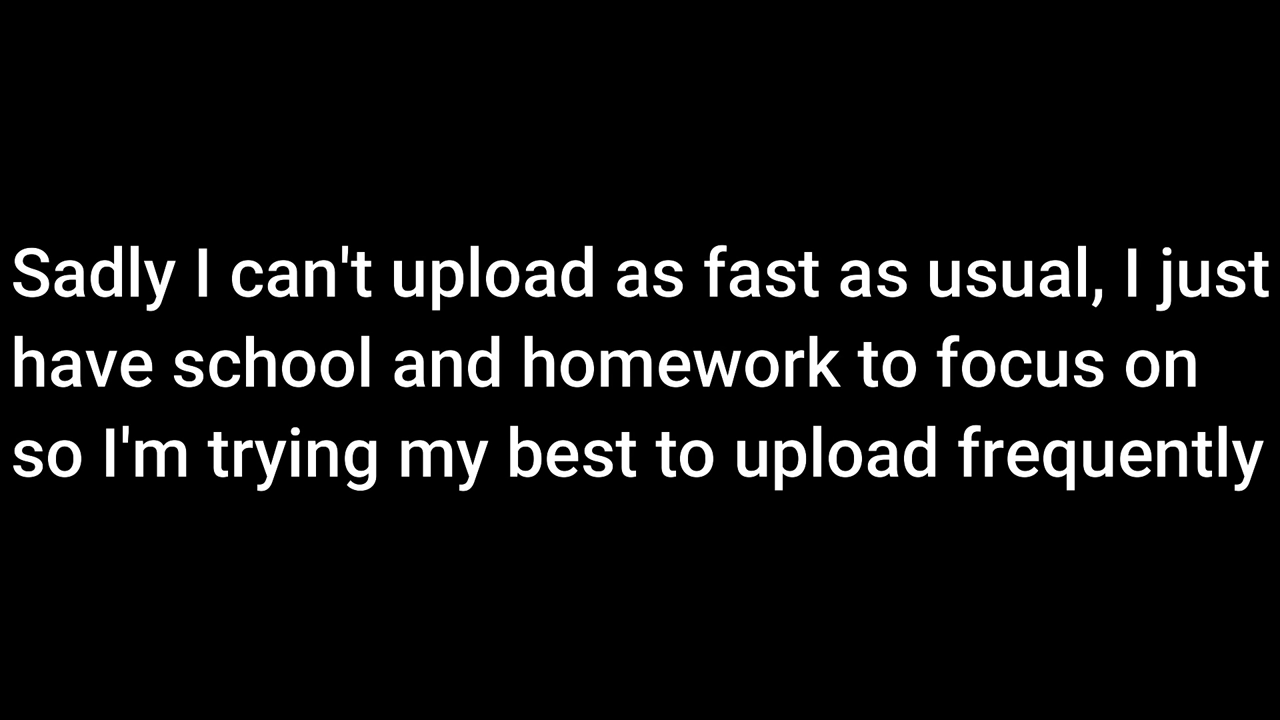 Sadly I can't upload as fast as usual, I just
have school and homework to focus on
so I'm trying my best to upload frequently